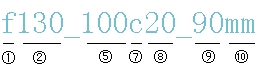 f130_100c20_90mm
① ② ⑤ ⑦ ⑧ ⑨ ⑩